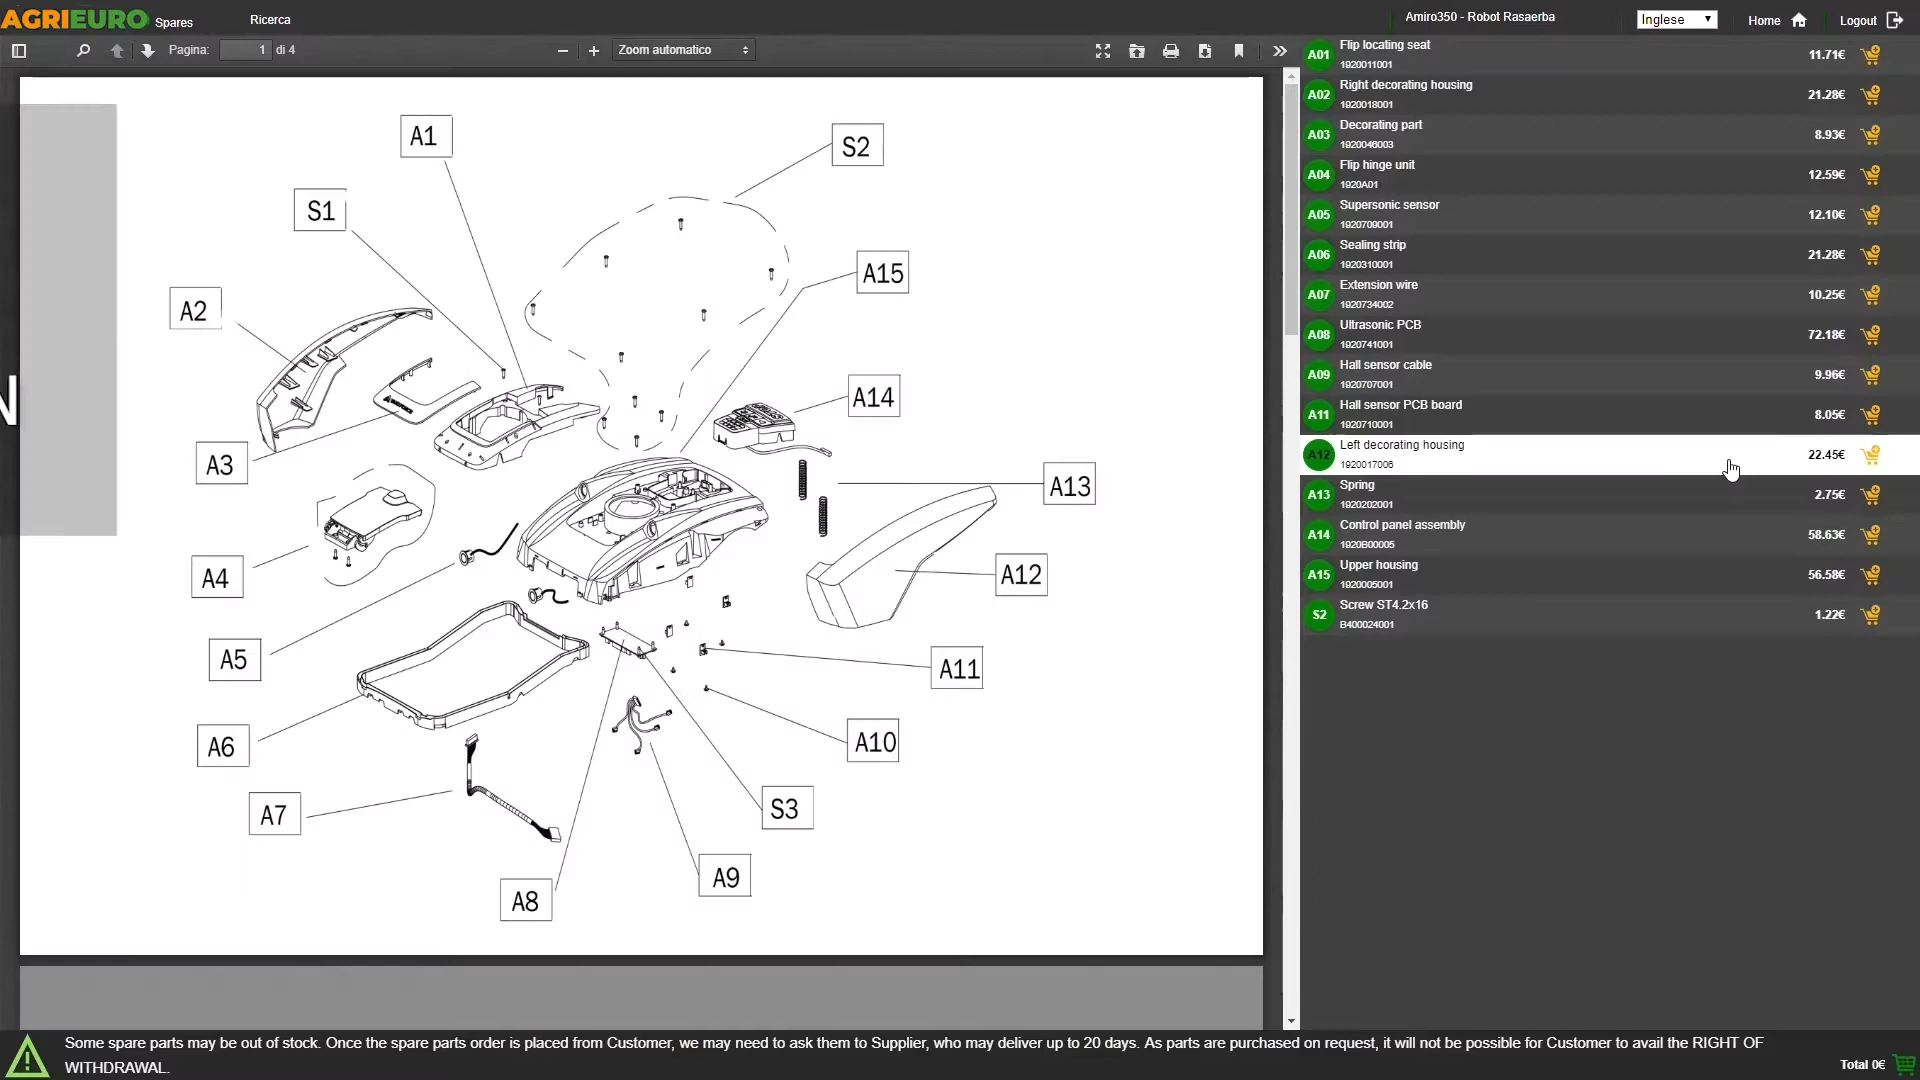 AGRIEURO Spares
Ricerca
Amiro350 - Robot Rasaerba
Inglese
Home
Logout
Pagina: 1 di 4
Zoom automatico
A1
S2
S1
A15
A2
A14
A3
A13
A4
A12
A5
A11
A6
A10
A7
S3
A9
A8
N
A01 Flip locating seat 11.71€
1920011001
A02 Right decorating housing 21.28€
1920018001
A03 Decorating part 8.93€
1920046003
A04 Flip hinge unit 12.59€
1920A01
A05 Supersonic sensor 12.10€
1920709001
A06 Sealing strip 21.28€
1920310001
A07 Extension wire 10.25€
1920734002
A08 Ultrasonic PCB 72.18€
1920741001
A09 Hall sensor cable 9.96€
1920707001
A11 Hall sensor PCB board 8.05€
1920710001
A12 Left decorating housing 22.45€
1920017006
A13 Spring 2.75€
1920202001
A14 Control panel assembly 58.63€
1920B00005
A15 Upper housing 56.58€
1920005001
S2 Screw ST4.2x16 1.22€
B400024001
Some spare parts may be out of stock. Once the spare parts order is placed from Customer, we may need to ask them to Supplier, who may deliver up to 20 days. As parts are purchased on request, it will not be possible for Customer to avail the RIGHT OF
WITHDRAWAL.
Total 0€